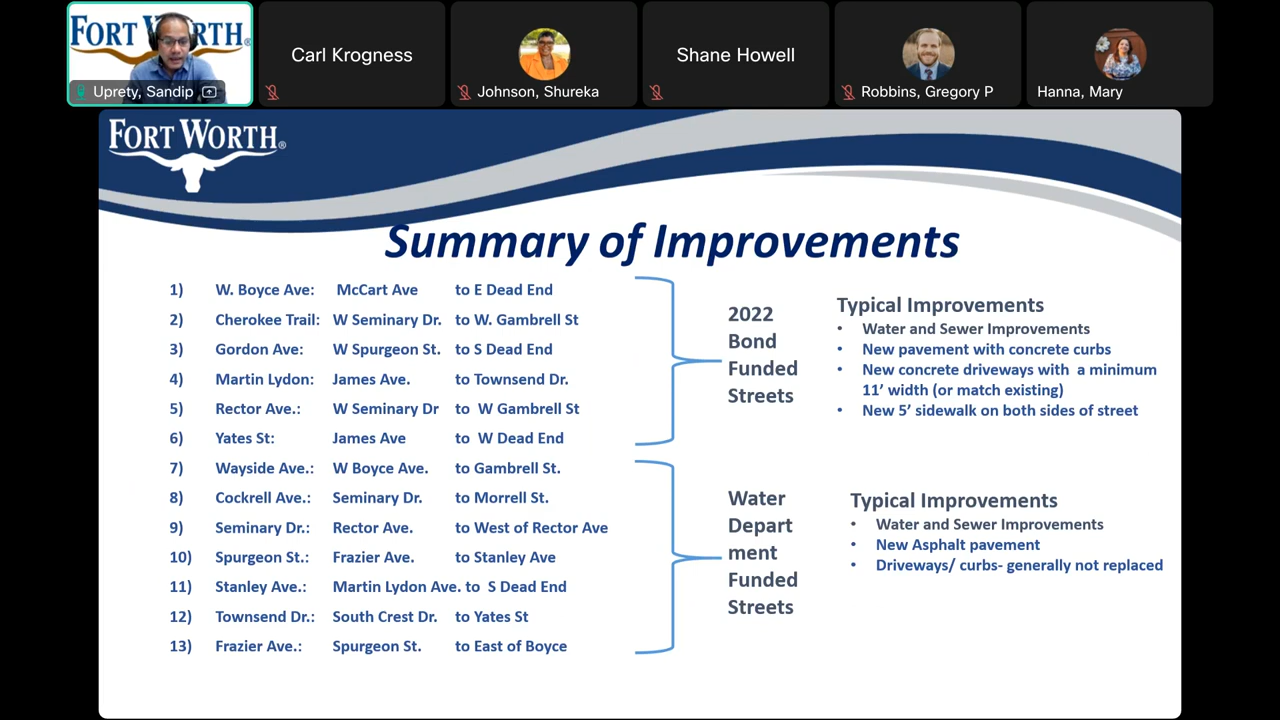 FORT WORTH®
Uprety, Sandip
Carl Krogness
Johnson, Shureka
Shane Howell
Robbins, Gregory P
Hanna, Mary
FORT WORTH®
Summary of Improvements
1) W. Boyce Ave: McCart Ave to E Dead End
2) Cherokee Trail: W Seminary Dr. to W. Gambrell St
3) Gordon Ave: W Spurgeon St. to S Dead End
4) Martin Lydon: James Ave. to Townsend Dr.
5) Rector Ave.: W Seminary Dr to W Gambrell St
6) Yates St: James Ave to W Dead End
7) Wayside Ave.: W Boyce Ave. to Gambrell St.
8) Cockrell Ave.: Seminary Dr. to Morrell St.
9) Seminary Dr.: Rector Ave. to West of Rector Ave
10) Spurgeon St.: Frazier Ave. to Stanley Ave
11) Stanley Ave.: Martin Lydon Ave. to S Dead End
12) Townsend Dr.: South Crest Dr. to Yates St
13) Frazier Ave.: Spurgeon St. to East of Boyce
2022
Bond
Funded
Streets
Typical Improvements
• Water and Sewer Improvements
• New pavement with concrete curbs
• New concrete driveways with a minimum
11’ width (or match existing)
• New 5’ sidewalk on both sides of street
Water
Depart
ment
Funded
Streets
Typical Improvements
• Water and Sewer Improvements
• New Asphalt pavement
• Driveways/ curbs- generally not replaced